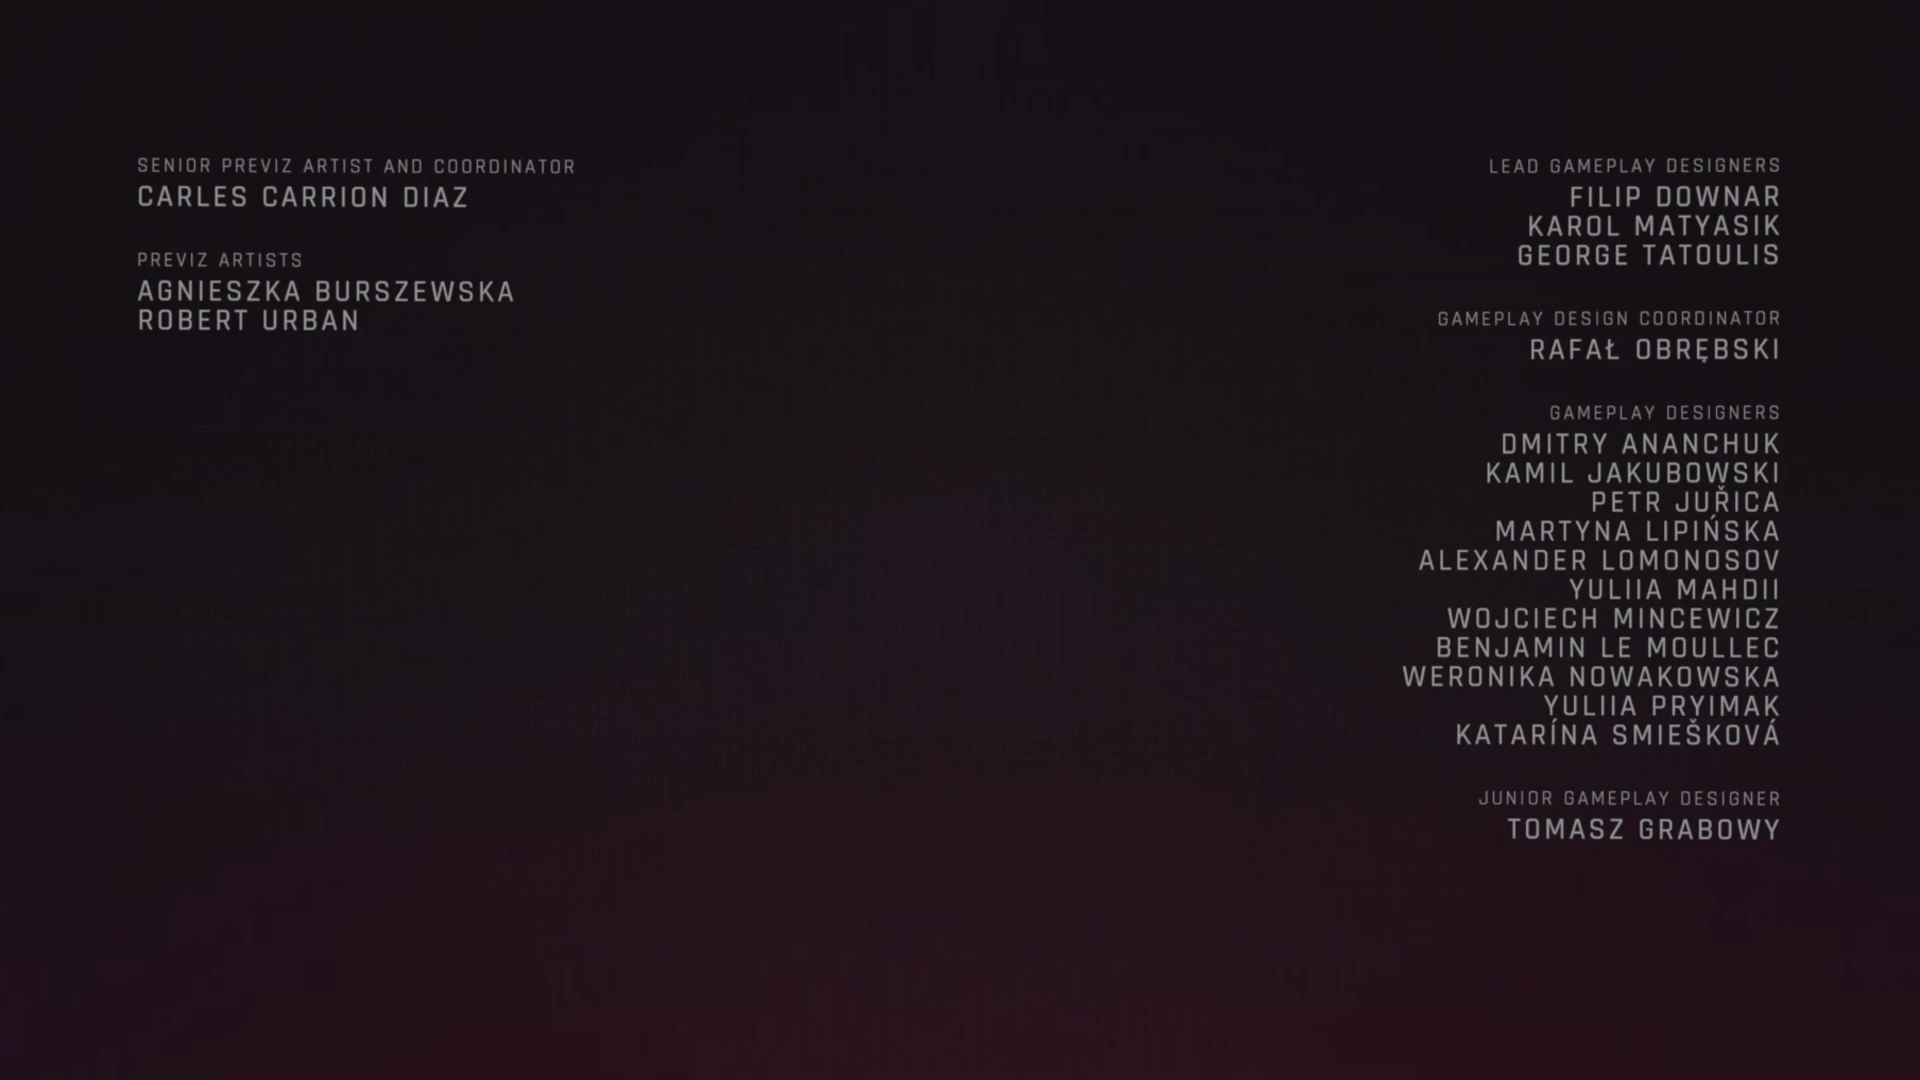 SENIOR PREVIZ ARTIST AND COORDINATOR
CARLES CARRION DIAZ
PREVIZ ARTISTS
AGNIESZKA BURSZEWSKA
ROBERT URBAN
LEAD GAMEPLAY DESIGNERS
FILIP DOWNAR
KAROL MATYASIK
GEORGE TATOULIS
GAMEPLAY DESIGN COORDINATOR
RAFAŁ OBRĘBSKI
GAMEPLAY DESIGNERS
DMITRY ANANCHUK
KAMIL JAKUBOWSKI
PETR JUŘICA
MARTYNA LIPIŃSKA
ALEXANDER LOMONOSOV
YULIIA MAHDII
WOJCIECH MINCEWICZ
BENJAMIN LE MOULLEC
WERONIKA NOWAKOWSKA
YULIIA PRYIMAK
KATARÍNA SMIEŠKOVÁ
JUNIOR GAMEPLAY DESIGNER
TOMASZ GRABOWY